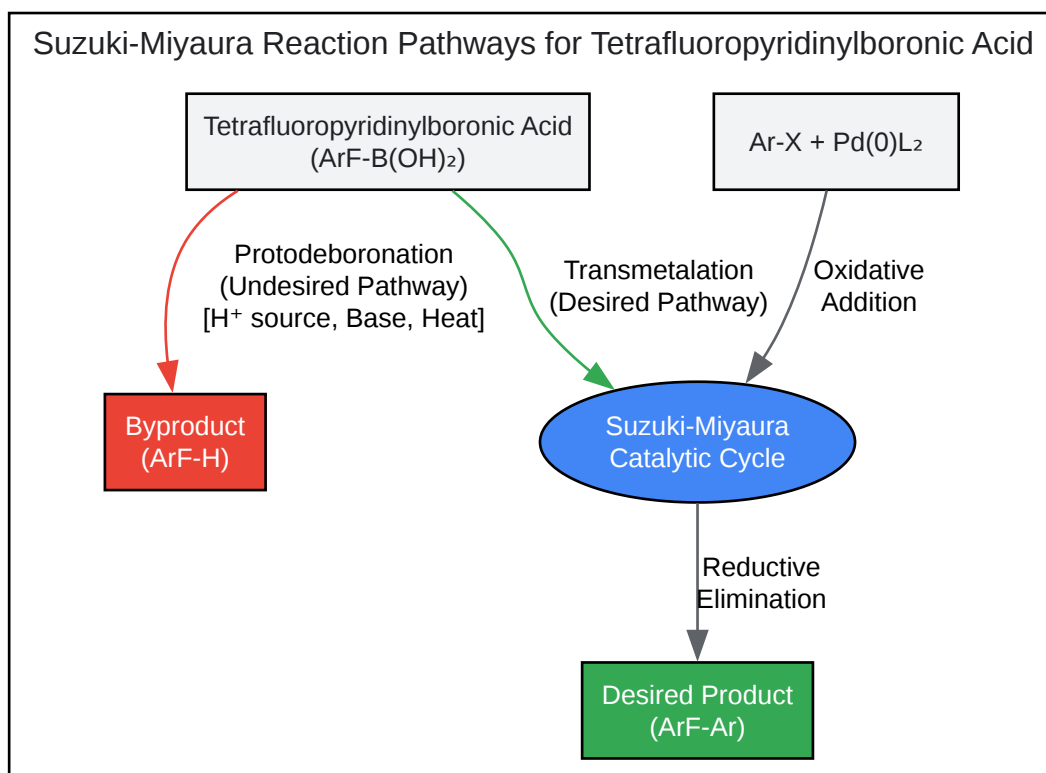 Suzuki-Miyaura Reaction Pathways for Tetrafluoropyridinylboronic Acid
Tetrafluoropyridinylboronic Acid
(ArF-B(OH)₂)
Ar-X + Pd(0)L₂
Protodeboronation
(Undesired Pathway)
[H⁺ source, Base, Heat]
Transmetalation
(Desired Pathway)
Oxidative
Addition
Byproduct
(ArF-H)
Suzuki-Miyaura
Catalytic Cycle
Reductive
Elimination
Desired Product
(ArF-Ar)